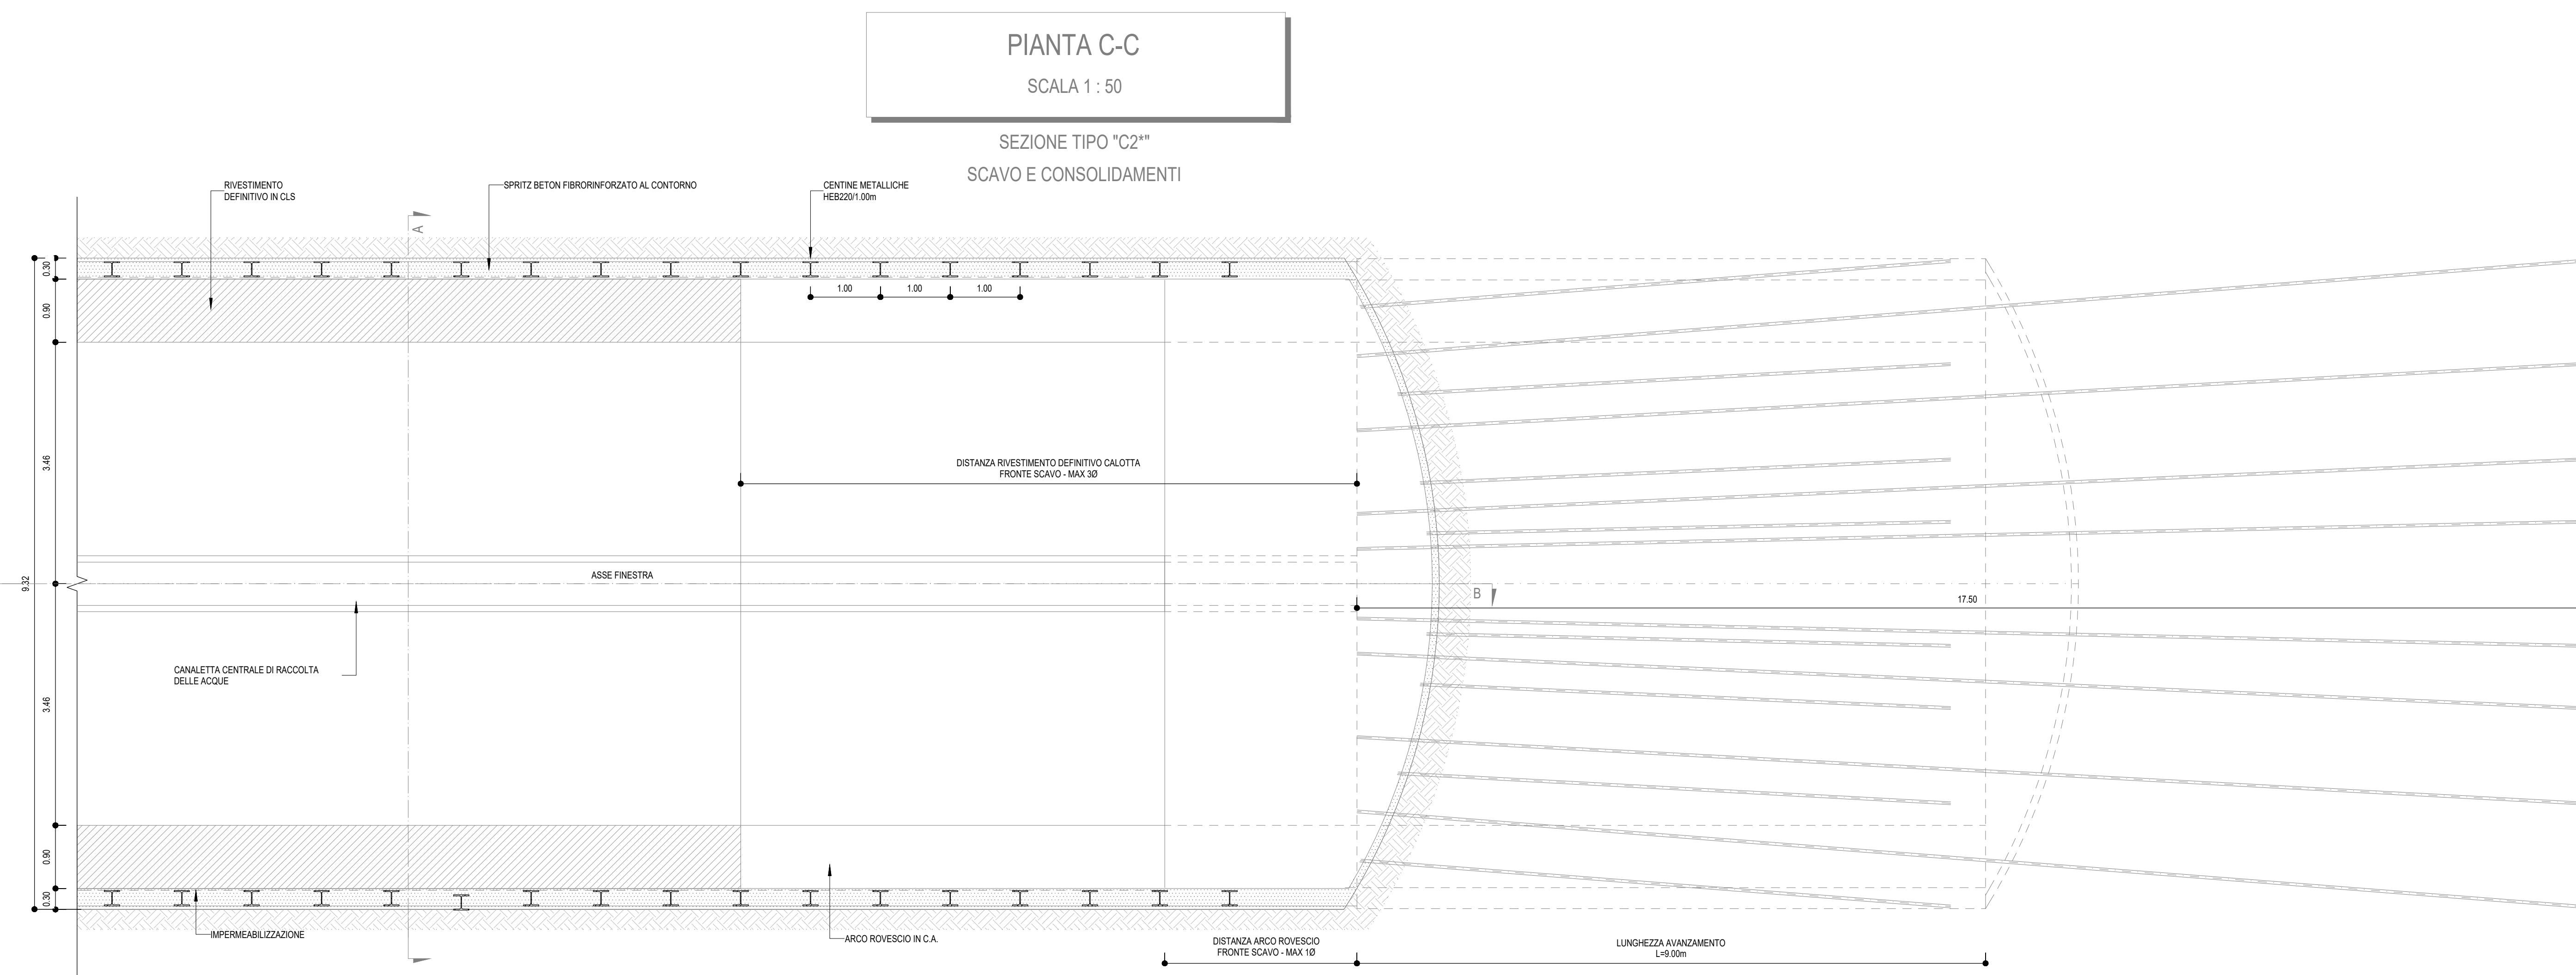 PIANTA C-C
SCALA 1 : 50
SEZIONE TIPO "C2*"
SCAVO E CONSOLIDAMENTI
RIVESTIMENTO
DEFINITIVO IN CLS
SPRITZ BETON FIBRORINFORZATO AL CONTORNO
CENTINE METALLICHE
HEB220/1.00m
A
0.30
0.90
3.46
9.32
3.46
0.90
0.30
1.00
1.00
1.00
DISTANZA RIVESTIMENTO DEFINITIVO CALOTTA
FRONTE SCAVO - MAX 3Ø
ASSE FINESTRA
B
17.50
CANALETTA CENTRALE DI RACCOLTA
DELLE ACQUE
IMPERMEABILIZZAZIONE
ARCO ROVESCIO IN C.A.
DISTANZA ARCO ROVESCIO
FRONTE SCAVO - MAX 1Ø
LUNGHEZZA AVANZAMENTO
L=9.00m